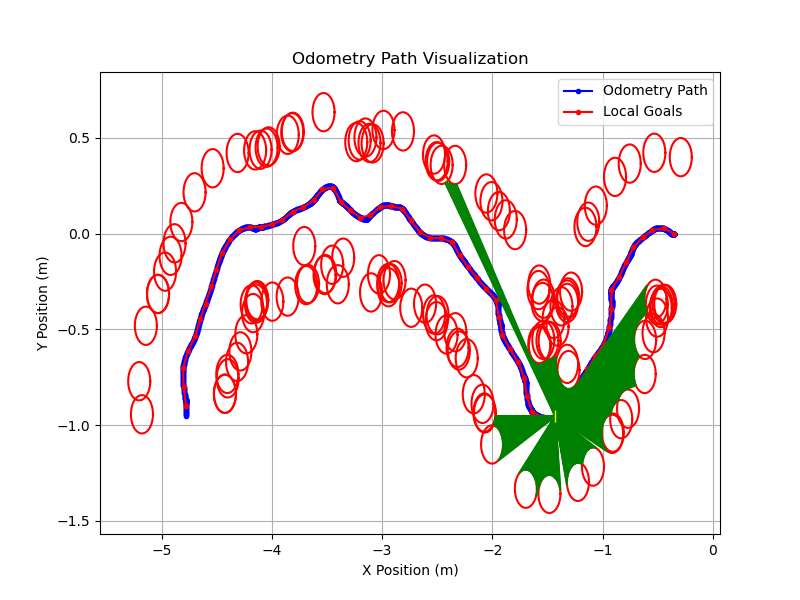 Odometry Path Visualization
Odometry Path
Local Goals
Y Position (m)
0.5
0.0
−0.5
−1.0
−1.5
−5
−4
−3
−2
−1
0
X Position (m)